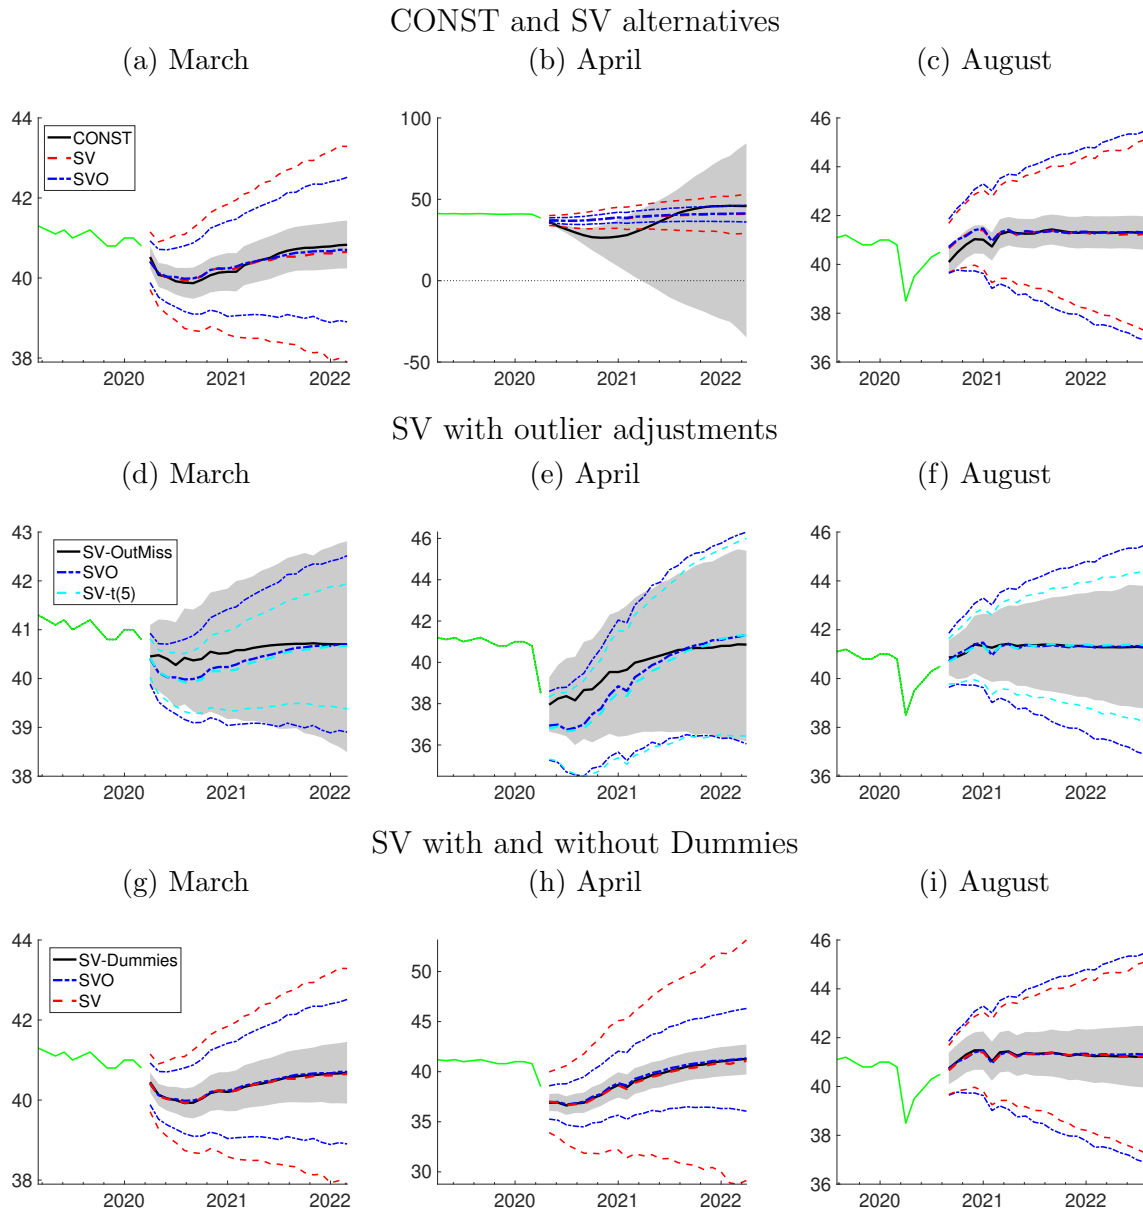 CONST and SV alternatives
(a) March (b) April (c) August
44
42
40
38
2020 2021 2022
CONST
SV
SVO
100
50
0
-50
2020 2021 2022
46
44
42
40
38
36
2020 2021 2022
SV with outlier adjustments
(d) March (e) April (f) August
43
42
41
40
39
38
2020 2021 2022
SV-OutMiss
SVO
SV-t(5)
46
44
42
40
38
36
2020 2021 2022
46
44
42
40
38
36
2020 2021 2022
SV with and without Dummies
(g) March (h) April (i) August
44
42
40
38
2020 2021 2022
SV-Dummies
SVO
SV
50
40
30
2020 2021 2022
46
44
42
40
38
36
2020 2021 2022